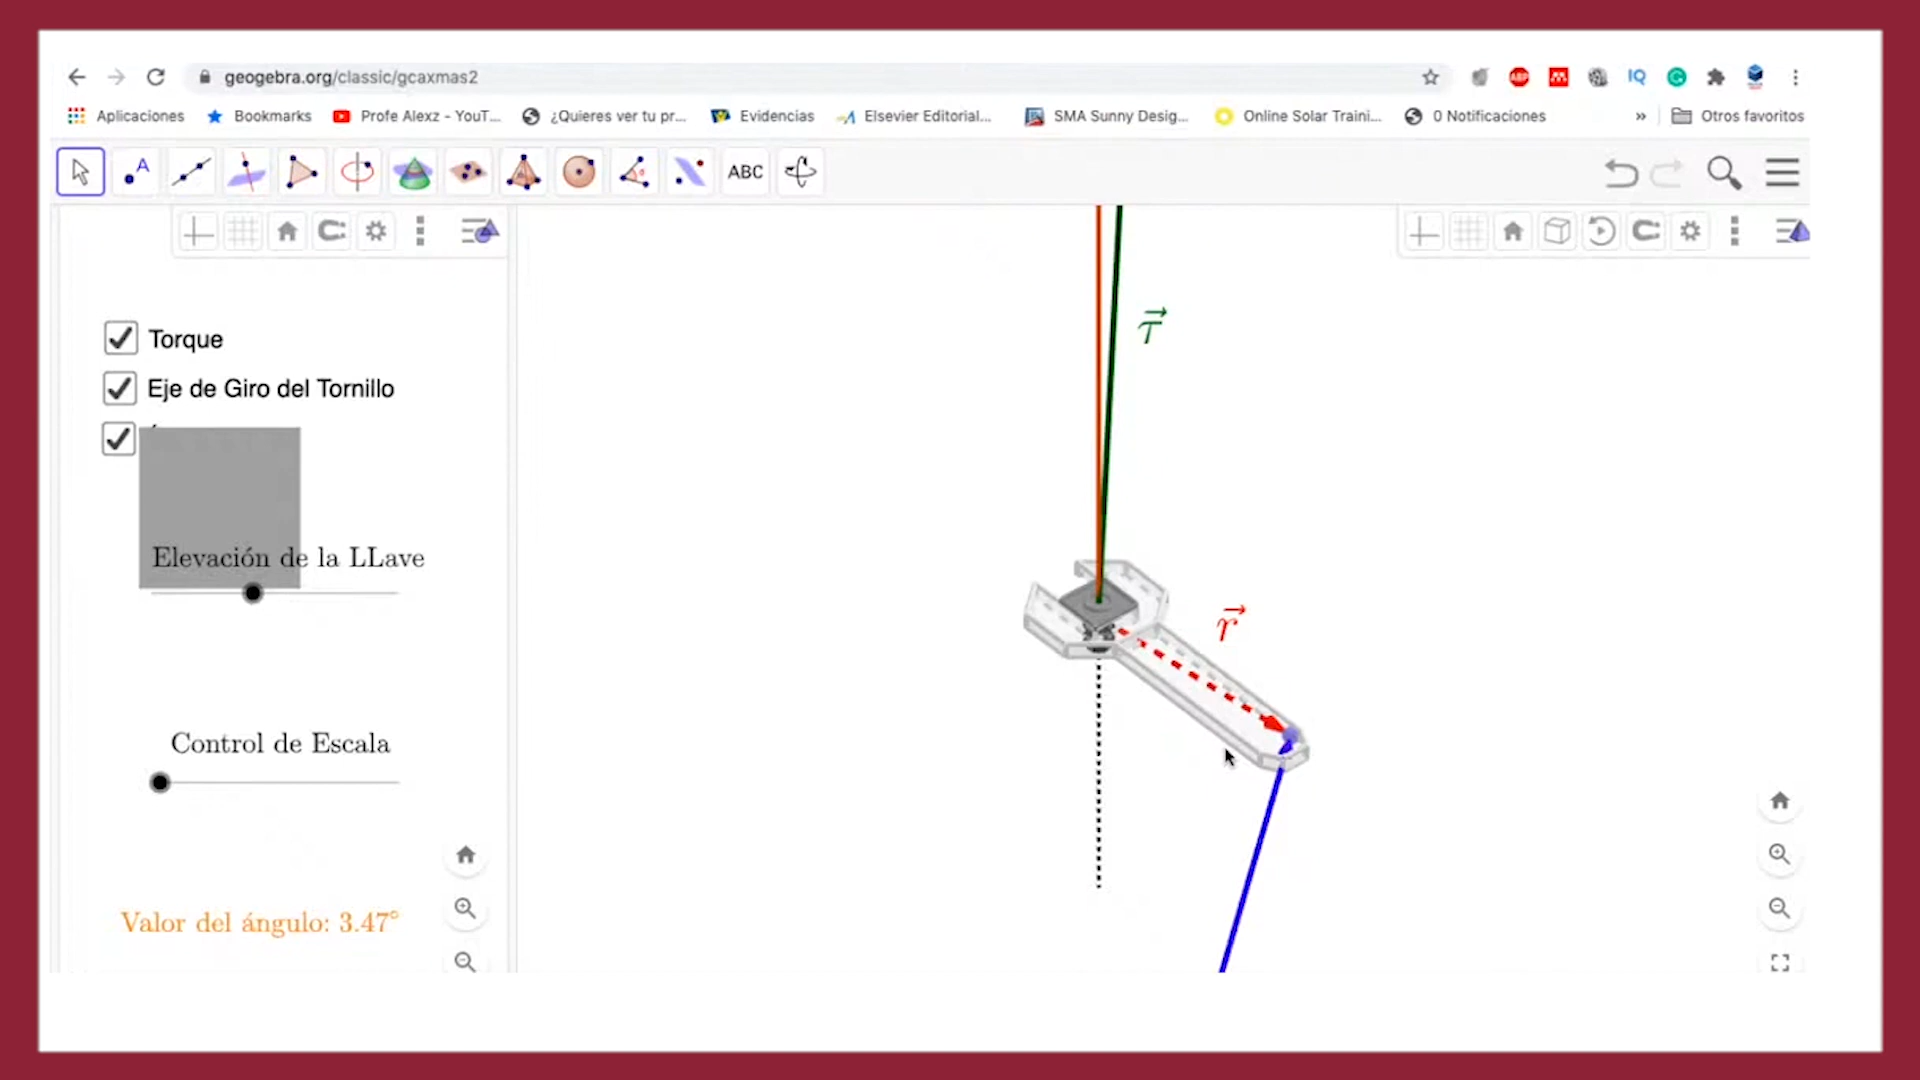 geogebra.org/classic/gcaxmas2
ABP
IQ
Aplicaciones Bookmarks Profe Alexz - YouT... ¿Quieres ver tu pr... Evidencias Elsevier Editorial... SMA Sunny Desig... Online Solar Traini... 0 Notificaciones » Otros favoritos
A
ABC
Torque
Eje de Giro del Tornillo
Elevación de la LLave
Control de Escala
Valor del ángulo: 3.47°
τ⃗
r⃗